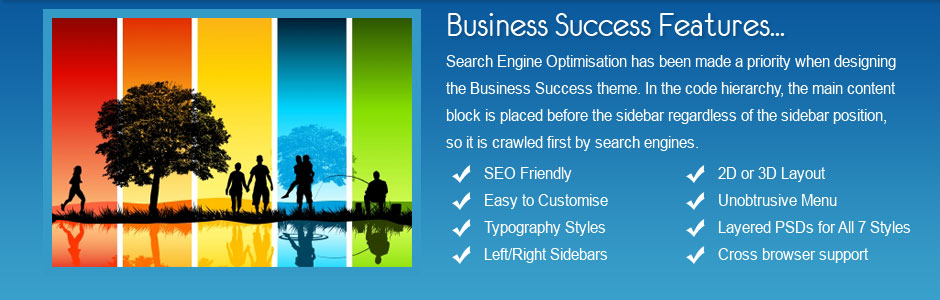 Business Success Features...
Search Engine Optimisation has been made a priority when designing
the Business Success theme. In the code hierarchy, the main content
block is placed before the sidebar regardless of the sidebar position,
so it is crawled first by search engines.
SEO Friendly
Easy to Customise
Typography Styles
Left/Right Sidebars
2D or 3D Layout
Unobtrusive Menu
Layered PSDs for All 7 Styles
Cross browser support